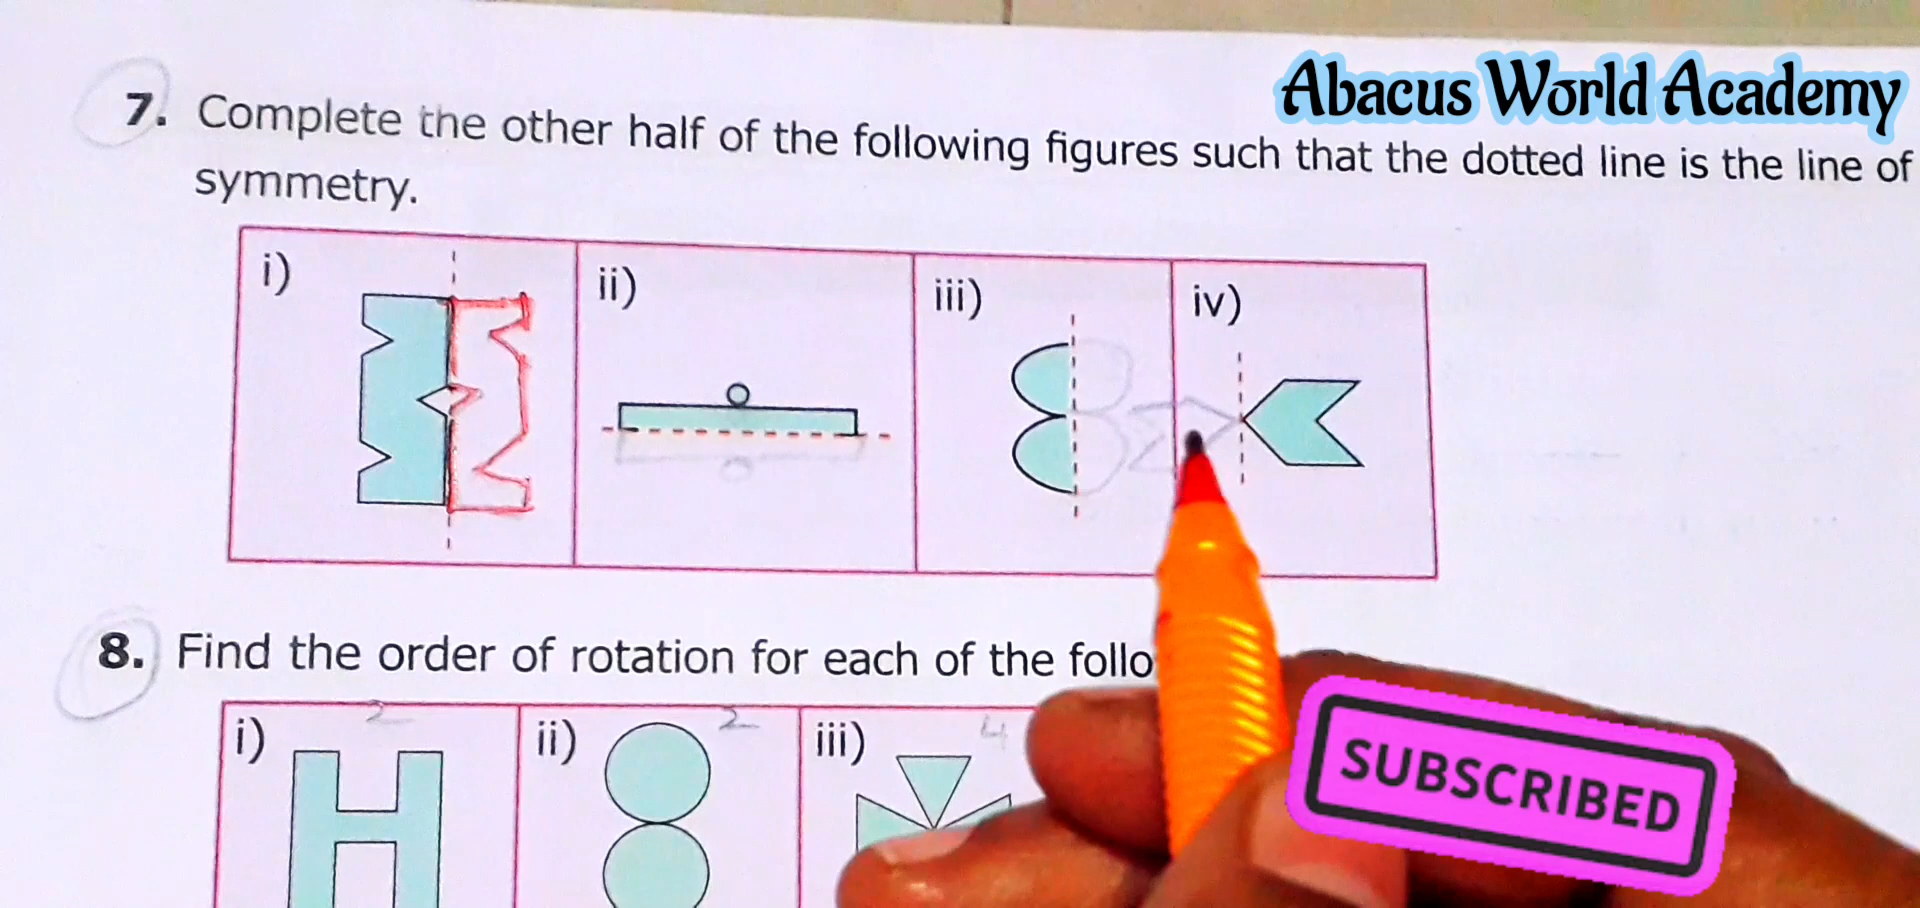 Abacus World Academy
7. Complete the other half of the following figures such that the dotted line is the line of
symmetry.
i) ii) iii) iv)
8. Find the order of rotation for each of the follo
i) 2 ii) 2 iii) 4
SUBSCRIBED